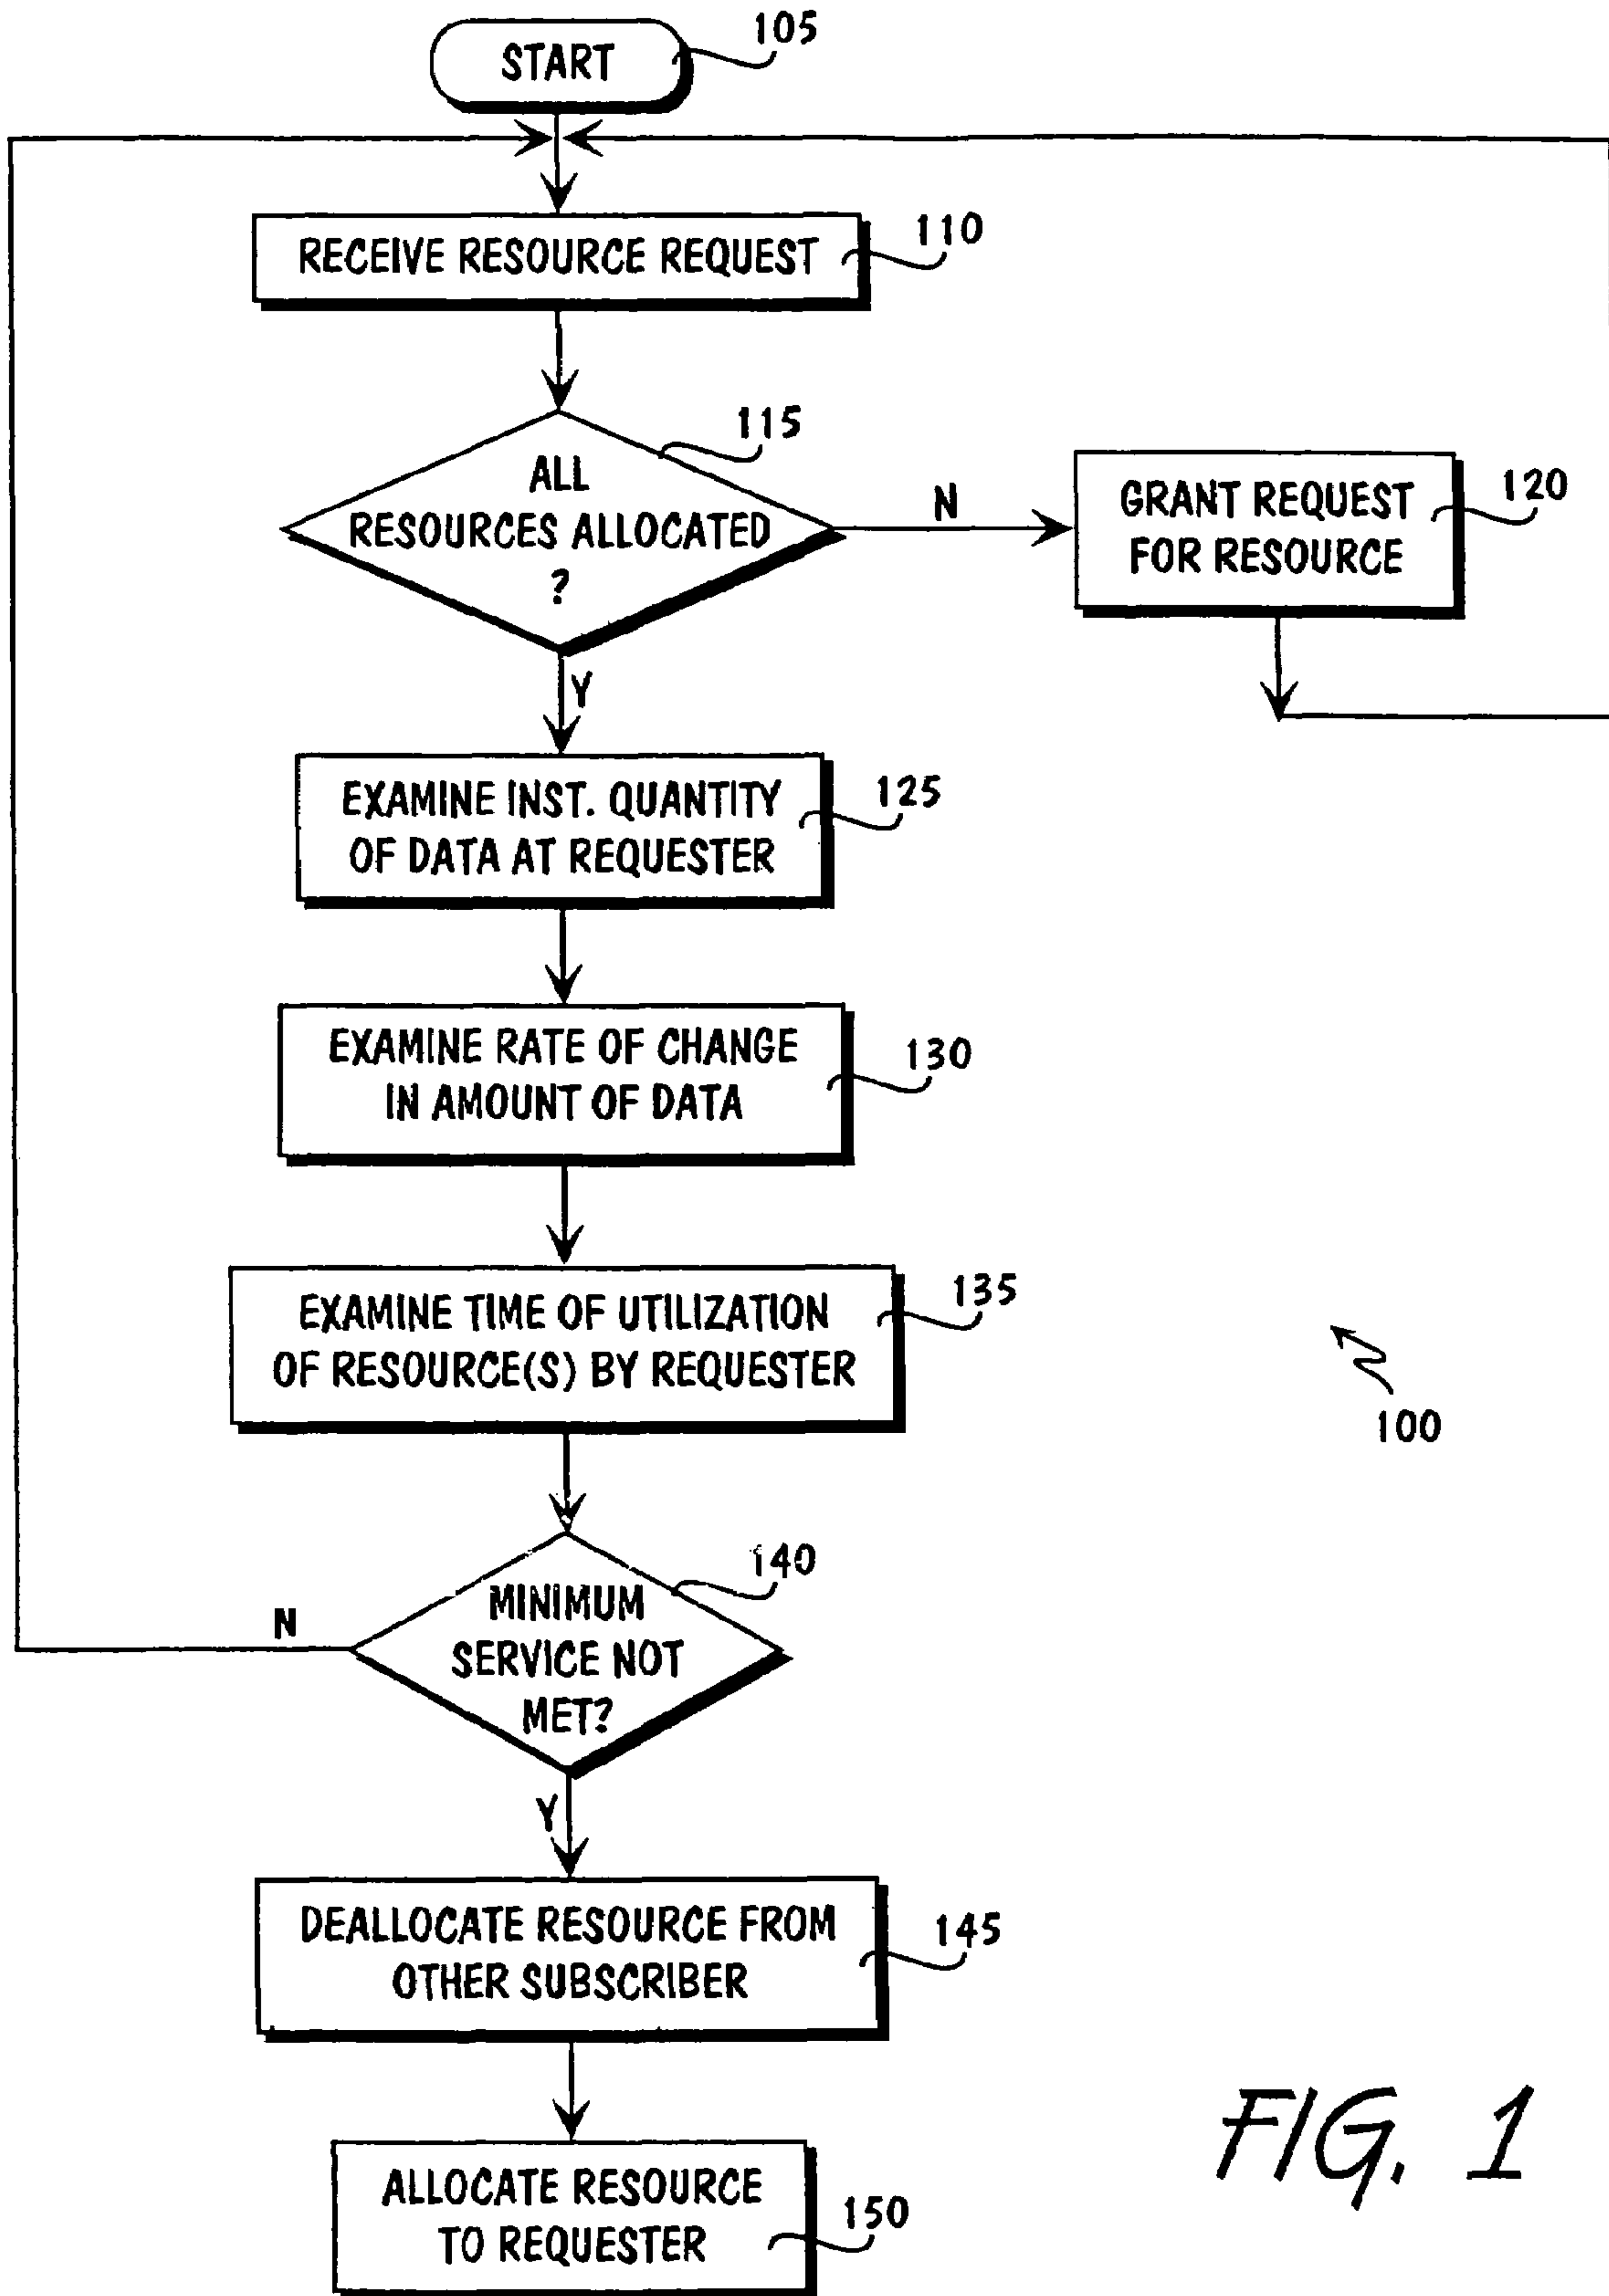 START
105
RECEIVE RESOURCE REQUEST
110
ALL
RESOURCES ALLOCATED
?
115
N
GRANT REQUEST
FOR RESOURCE
120
Y
EXAMINE INST. QUANTITY
OF DATA AT REQUESTER
125
EXAMINE RATE OF CHANGE
IN AMOUNT OF DATA
130
EXAMINE TIME OF UTILIZATION
OF RESOURCE(S) BY REQUESTER
135
100
MINIMUM
SERVICE NOT
MET?
140
N
Y
DEALLOCATE RESOURCE FROM
OTHER SUBSCRIBER
145
ALLOCATE RESOURCE
TO REQUESTER
150
FIG. 1